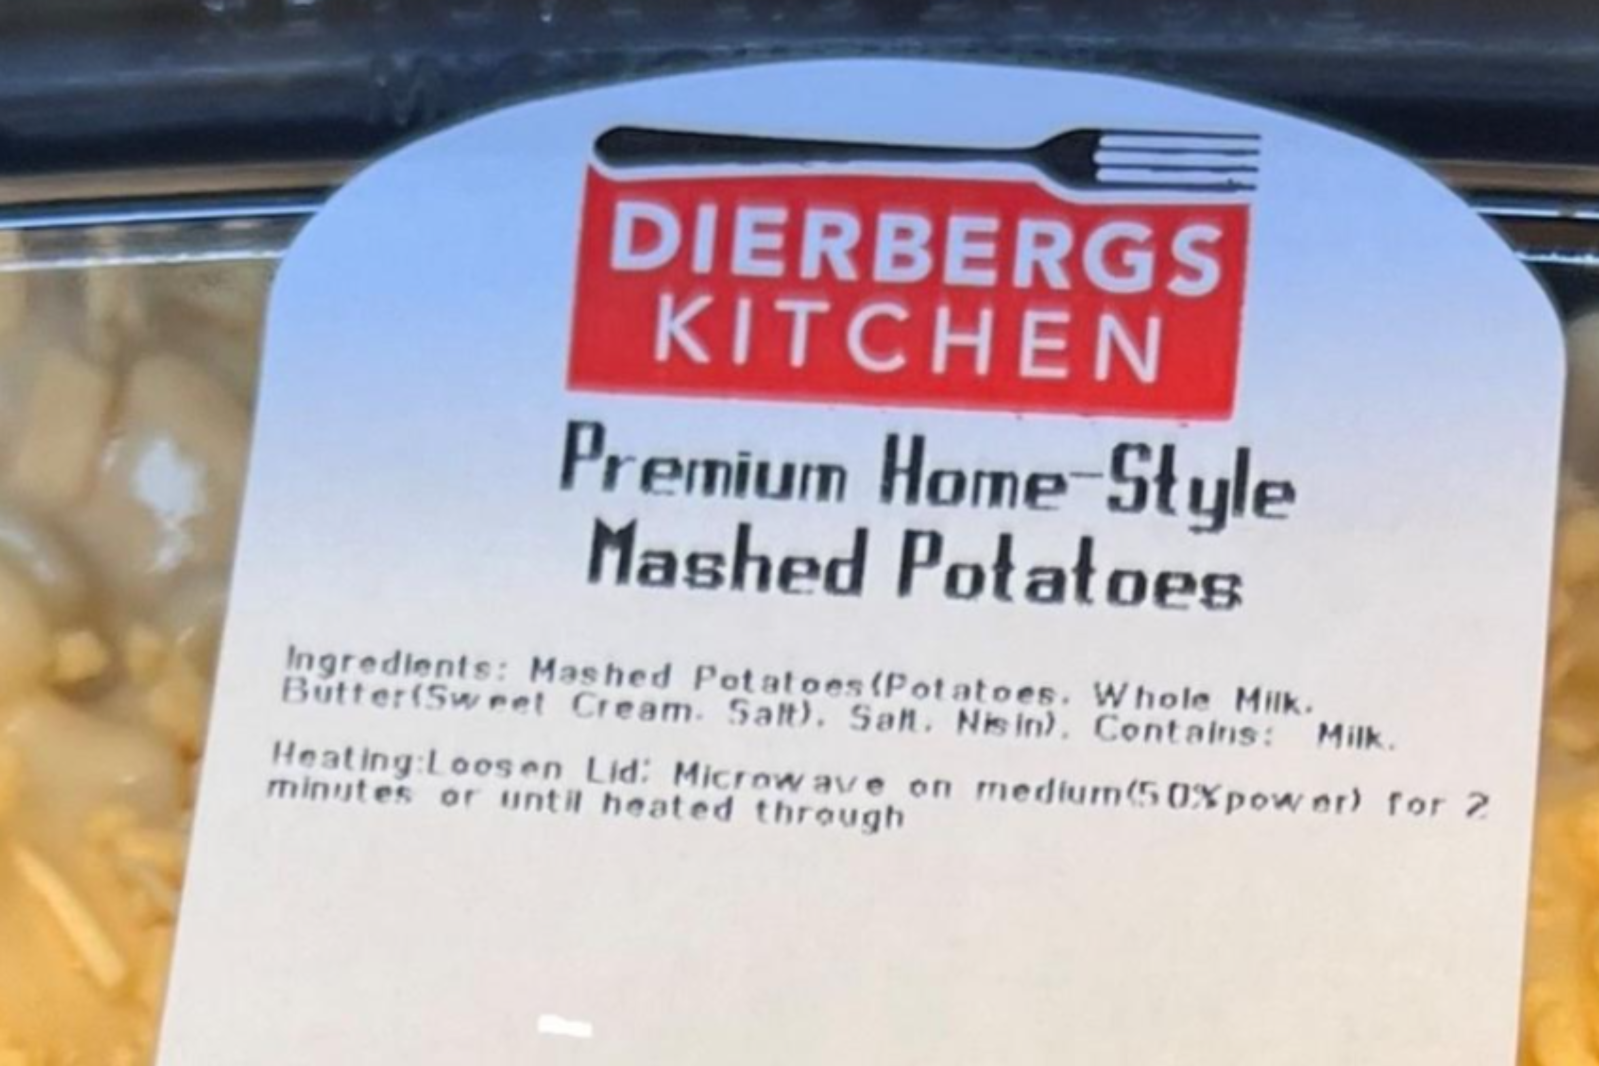 DIERBERGS
KITCHEN
Premium Home-Style
Mashed Potatoes
Ingredients: Mashed Potatoes(Potatoes, Whole Milk,
Butter(Sweet Cream, Salt), Salt, Nisin), Contains: Milk.
Heating:Loosen Lid; Microwave on medium(50%power) for 2
minutes or until heated through